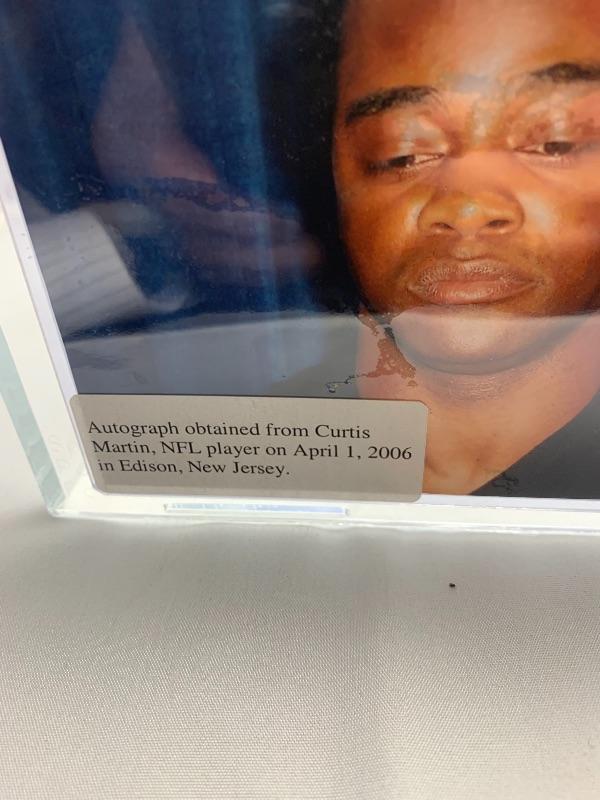 Autograph obtained from Curtis
Martin, NFL player on April 1, 2006
in Edison, New Jersey.